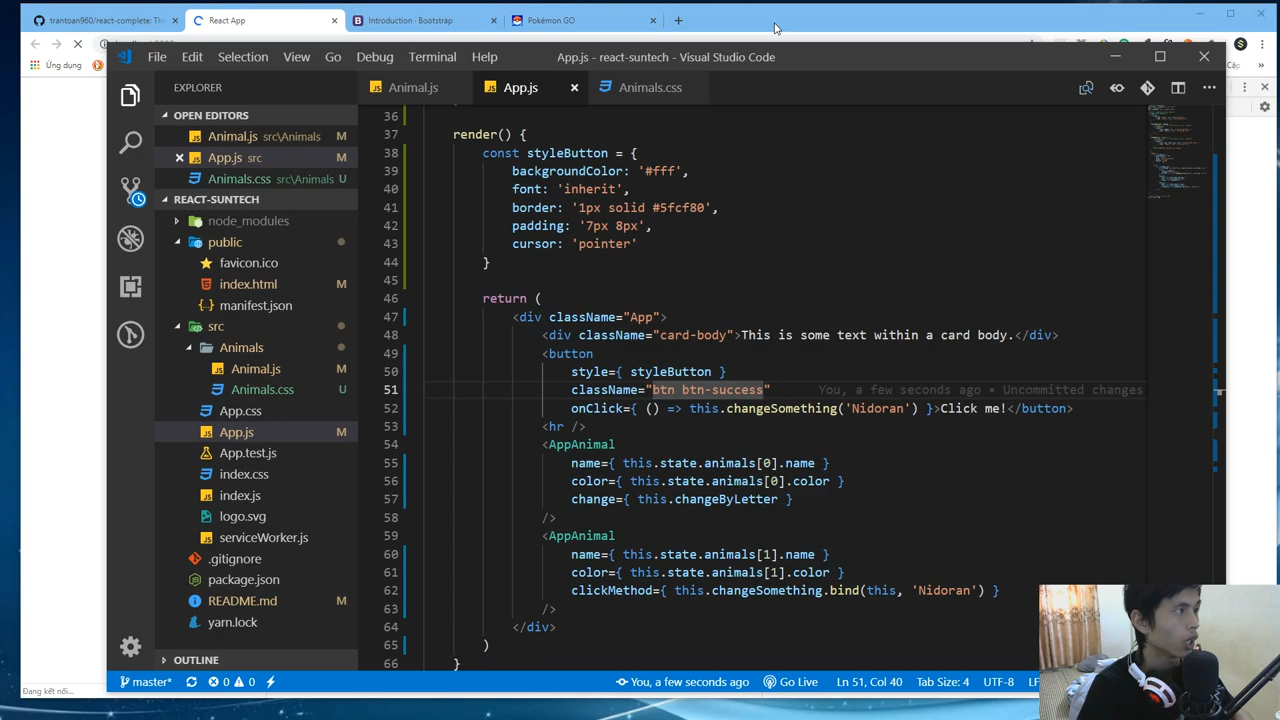 trantoan960/react-complete: Thi
React App
Introduction · Bootstrap
Pokémon GO
Ứng dụng
File Edit Selection View Go Debug Terminal Help
App.js - react-suntech - Visual Studio Code
EXPLORER
Animal.js
App.js
Animals.css
OPEN EDITORS
Animal.js src\Animals M
App.js src M
Animals.css src\Animals U
REACT-SUNTECH
node_modules
public
favicon.ico
index.html M
manifest.json
src
Animals
Animal.js M
Animals.css U
App.css
App.js M
App.test.js
index.css
index.js
logo.svg
serviceWorker.js
.gitignore
package.json
README.md M
yarn.lock
OUTLINE
36
37 render() {
38 const styleButton = {
39 backgroundColor: '#fff',
40 font: 'inherit',
41 border: '1px solid #5fcf80',
42 padding: '7px 8px',
43 cursor: 'pointer'
44 }
45
46 return (
47 <div className="App">
48 <div className="card-body">This is some text within a card body.</div>
49 <button
50 style={ styleButton }
51 className="btn btn-success" You, a few seconds ago • Uncommitted changes
52 onClick={ () => this.changeSomething('Nidoran') }>Click me!</button>
53 <hr />
54 <AppAnimal
55 name={ this.state.animals[0].name }
56 color={ this.state.animals[0].color }
57 change={ this.changeByLetter }
58 />
59 <AppAnimal
60 name={ this.state.animals[1].name }
61 color={ this.state.animals[1].color }
62 clickMethod={ this.changeSomething.bind(this, 'Nidoran') }
63 />
64 </div>
65 )
66 }
Đang kết nối...
master* 0 0 You, a few seconds ago Go Live Ln 51, Col 40 Tab Size: 4 UTF-8 LF